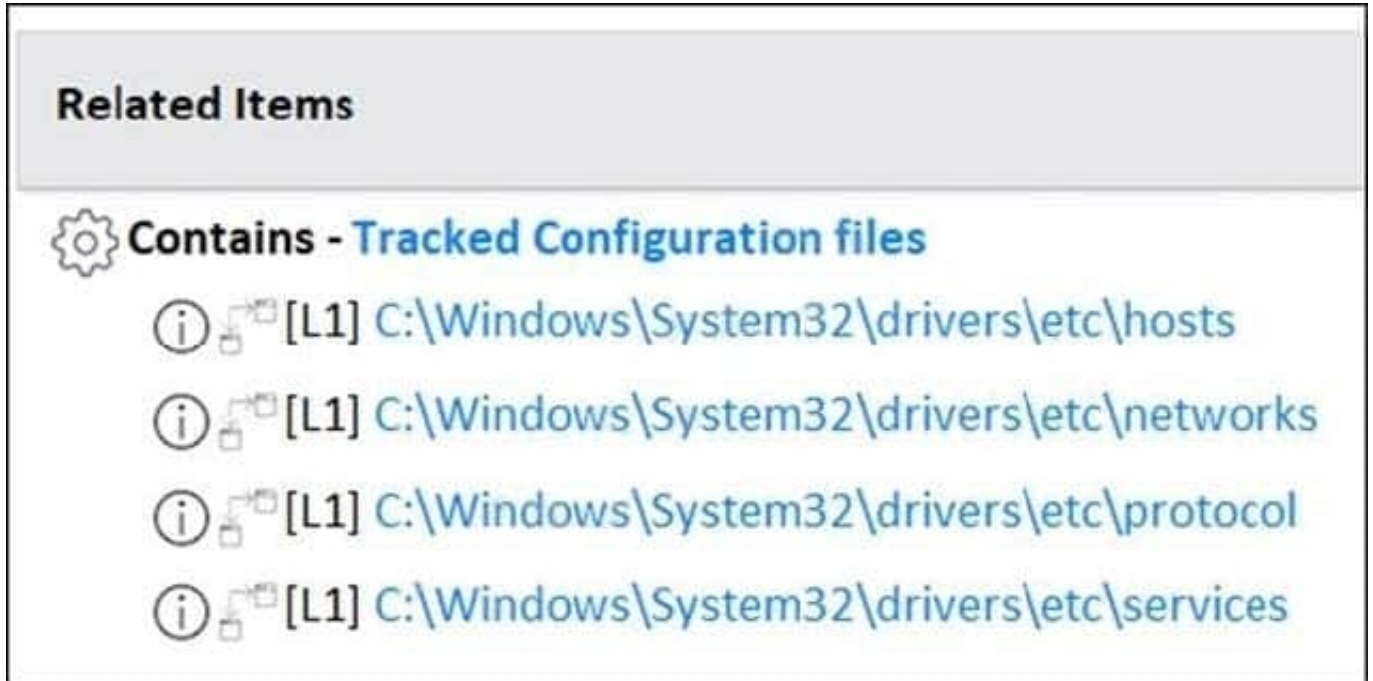 Related Items
Contains - Tracked Configuration files
[L1] C:\Windows\System32\drivers\etc\hosts
[L1] C:\Windows\System32\drivers\etc\networks
[L1] C:\Windows\System32\drivers\etc\protocol
[L1] C:\Windows\System32\drivers\etc\services